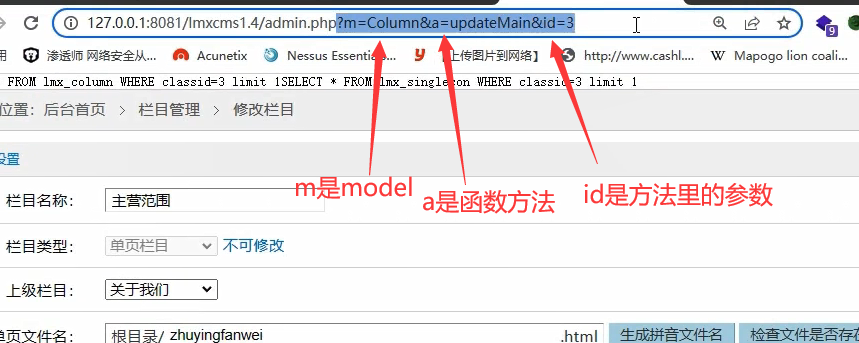 127.0.0.1:8081/lmxcms1.4/admin.php?m=Column&a=updateMain&id=3
9
渗透师 网络安全从... Acunetix Nessus Essential... 【上传图片到网络】 http://www.cashl... Mapogo lion coali...
FROM lmx_column WHERE classid=3 limit 1SELECT * FROM lmx_singlecon WHERE classid=3 limit 1
位置: 后台首页 > 栏目管理 > 修改栏目
设置
m是model a是函数方法 id是方法里的参数
栏目名称: 主营范围
栏目类型: 单页栏目 不可修改
上级栏目: 关于我们
单页文件名: 根目录/ zhuyingfanwei .html 生成拼音文件名 检查文件是否存在